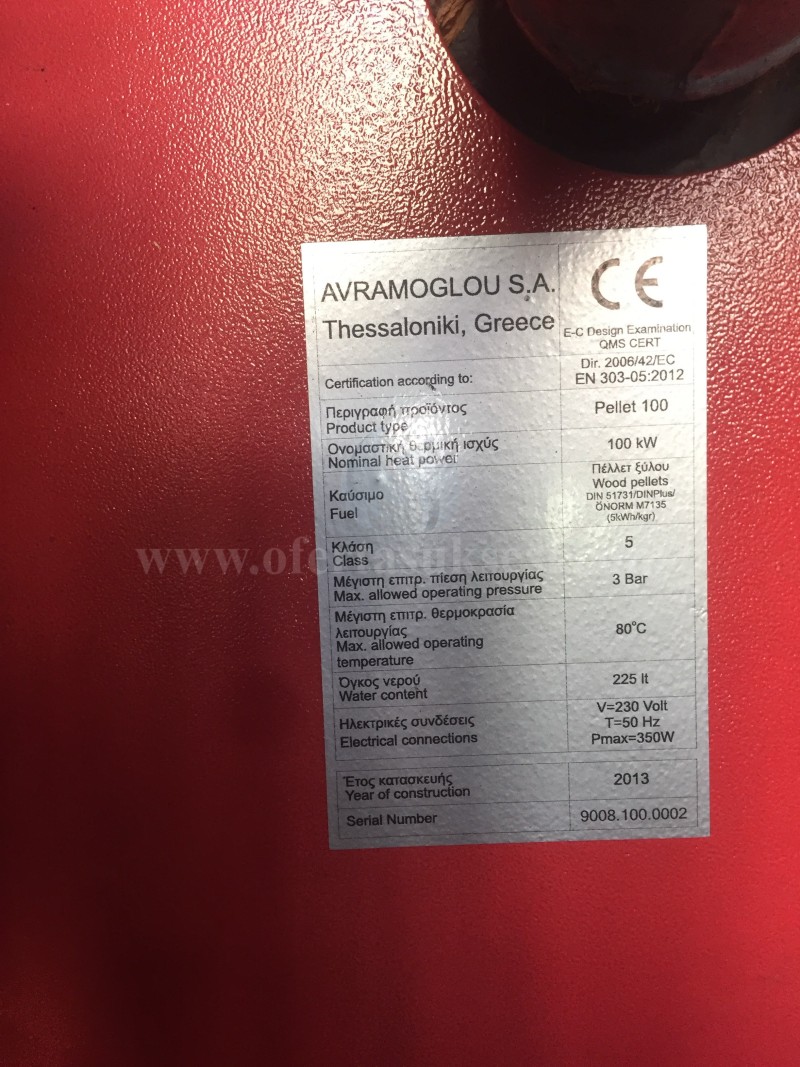 AVRAMOGLOU S.A.
Thessaloniki, Greece
CE
E-C Design Examination
QMS CERT
Certification according to:
Dir. 2006/42/EC
EN 303-05:2012
Περιγραφή προϊόντος
Product type
Pellet 100
Ονομαστική θερμική ισχύς
Nominal heat power
100 kW
Καύσιμο
Fuel
Πέλλετ ξύλου
Wood pellets
DIN 51731/DINPlus/
ÖNORM M7135
(5kWh/kgr)
Κλάση
Class
5
Μέγιστη επιτρ. πίεση λειτουργίας
Max. allowed operating pressure
3 Bar
Μέγιστη επιτρ. θερμοκρασία
λειτουργίας
Max. allowed operating
temperature
80°C
Όγκος νερού
Water content
225 lt
Ηλεκτρικές συνδέσεις
Electrical connections
V=230 Volt
T=50 Hz
Pmax=350W
Έτος κατασκευής
Year of construction
2013
Serial Number
9008.100.0002